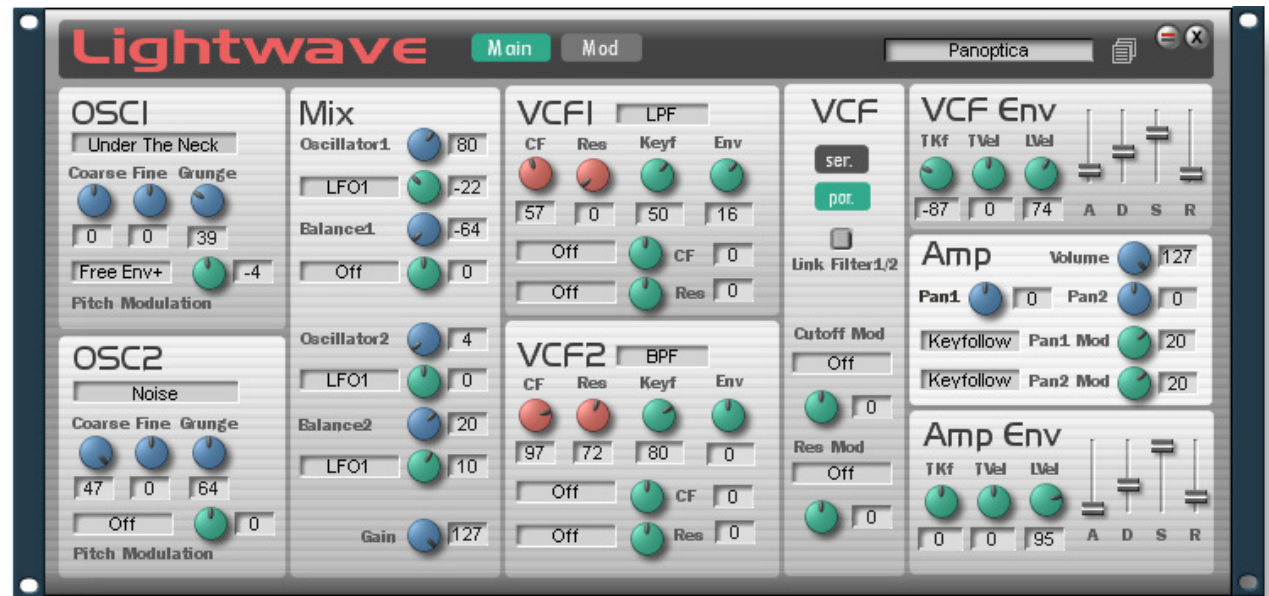 Lightwave Main Mod Panoptica
OSC1
Under The Neck
Coarse Fine Grunge
0 0 39
Free Env+ -4
Pitch Modulation
OSC2
Noise
Coarse Fine Grunge
47 0 64
Off 0
Pitch Modulation
Mix
Oscillator1 80
LFO1 -22
Balance1 -64
Off 0
Oscillator2 4
LFO1 0
Balance2 20
LFO1 10
Gain 127
VCF1 LPF
CF Res Keyf Env
57 0 50 16
Off CF 0
Off Res 0
VCF2 BPF
CF Res Keyf Env
97 72 80 0
Off CF 0
Off Res 0
VCF
ser.
par.
Link Filter1/2
Cutoff Mod
Off
0
Res Mod
Off
0
VCF Env
TKf TVel LVel
-87 0 74 A D S R
Amp Volume 127
Pan1 0 Pan2 0
Keyfollow Pan1 Mod 20
Keyfollow Pan2 Mod 20
Amp Env
TKf TVel LVel
0 0 95 A D S R